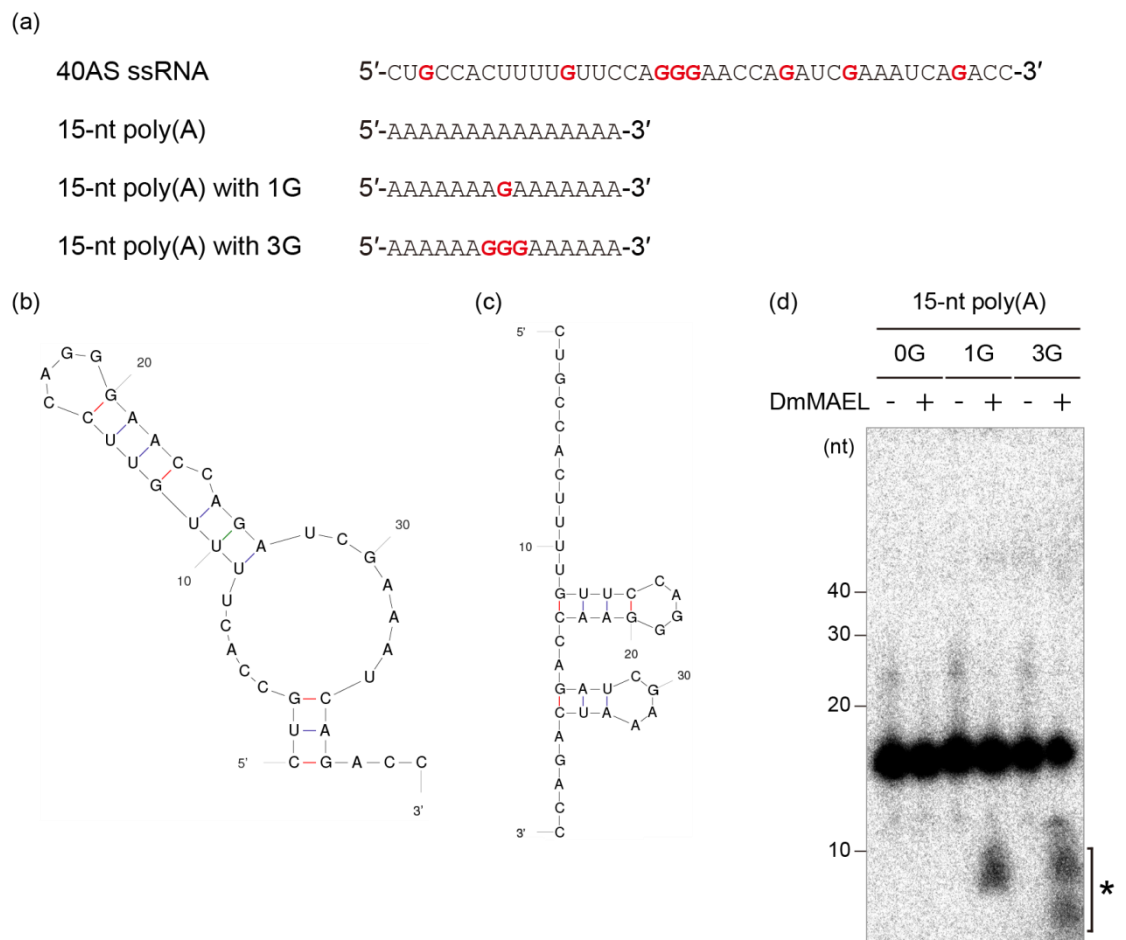 (a)
40AS ssRNA 5′-CUGCCACUUUUGUUCCAGGGAACCAGAUCGAAAUCAGACC-3′
15-nt poly(A) 5′-AAAAAAAAAAAAAAA-3′
15-nt poly(A) with 1G 5′-AAAAAAAGAAAAAAA-3′
15-nt poly(A) with 3G 5′-AAAAAAGGGAAAAAA-3′
(b)
5'
CUGCCACUUUUGUUCCAGGGAACCAGAUCGAAAUCAGACC
10
20
30
3'
(c)
5'
CUGCCACUUUUGUUCCAGGGAACCAGAUCGAAAUCAGACC
10
20
30
3'
(d)
15-nt poly(A)
0G 1G 3G
DmMAEL - + - + - +
(nt)
40
30
20
10
*